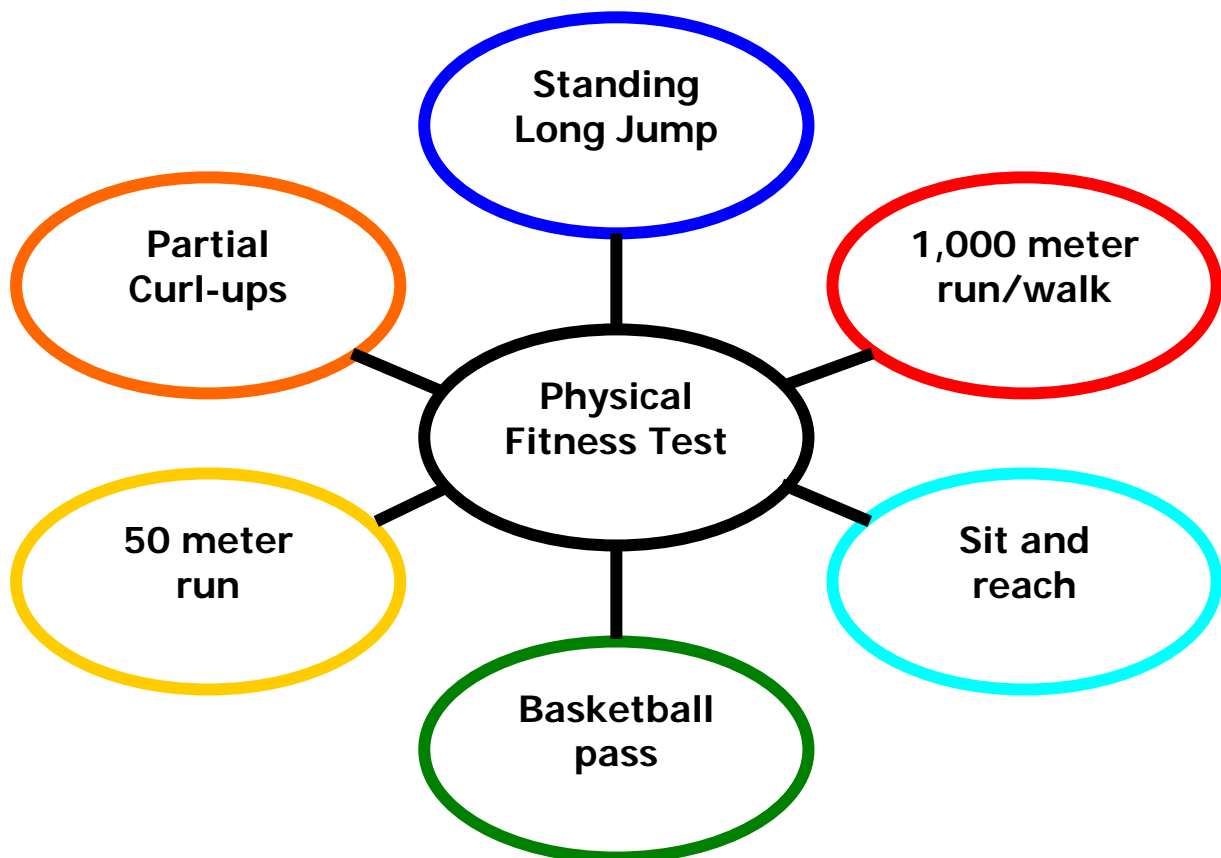 Standing
Long Jump
Partial
Curl-ups
1,000 meter
run/walk
Physical
Fitness Test
50 meter
run
Sit and
reach
Basketball
pass